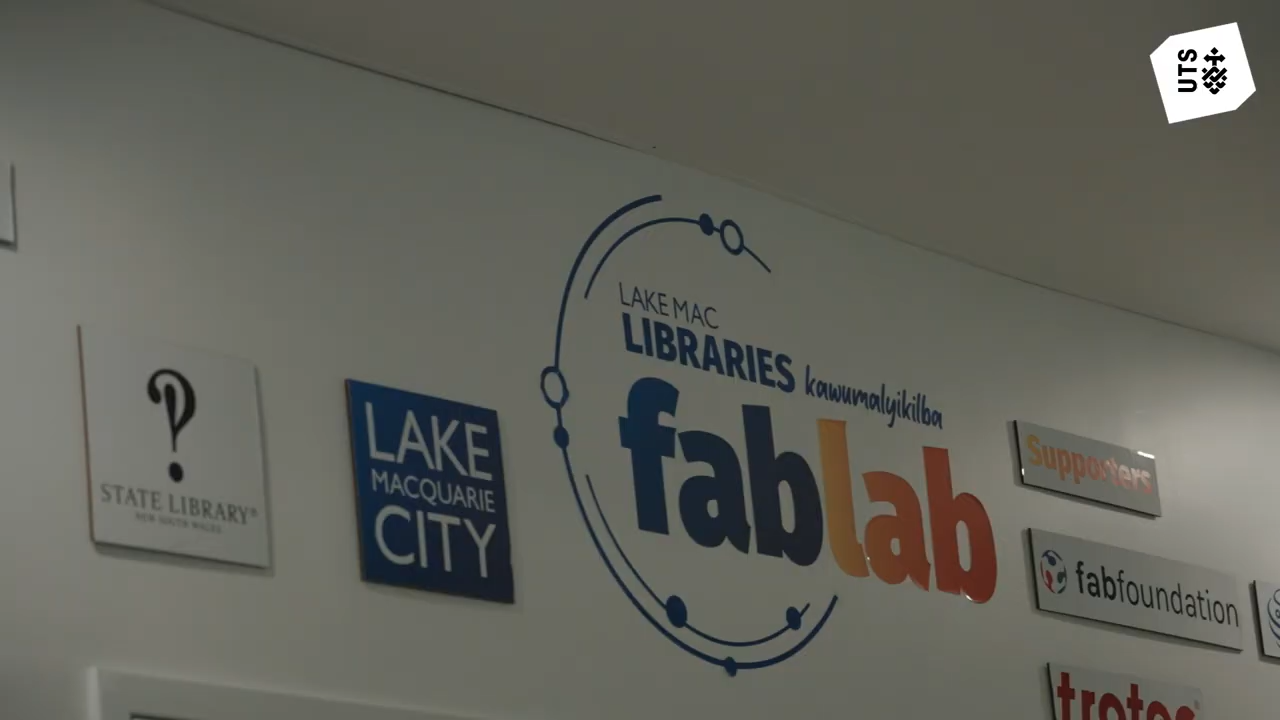 UTS
LAKE MAC
LIBRARIES kawumalyikilba
fablab
STATE LIBRARY®
NEW SOUTH WALES
LAKE
MACQUARIE
CITY
Supporters
fabfoundation